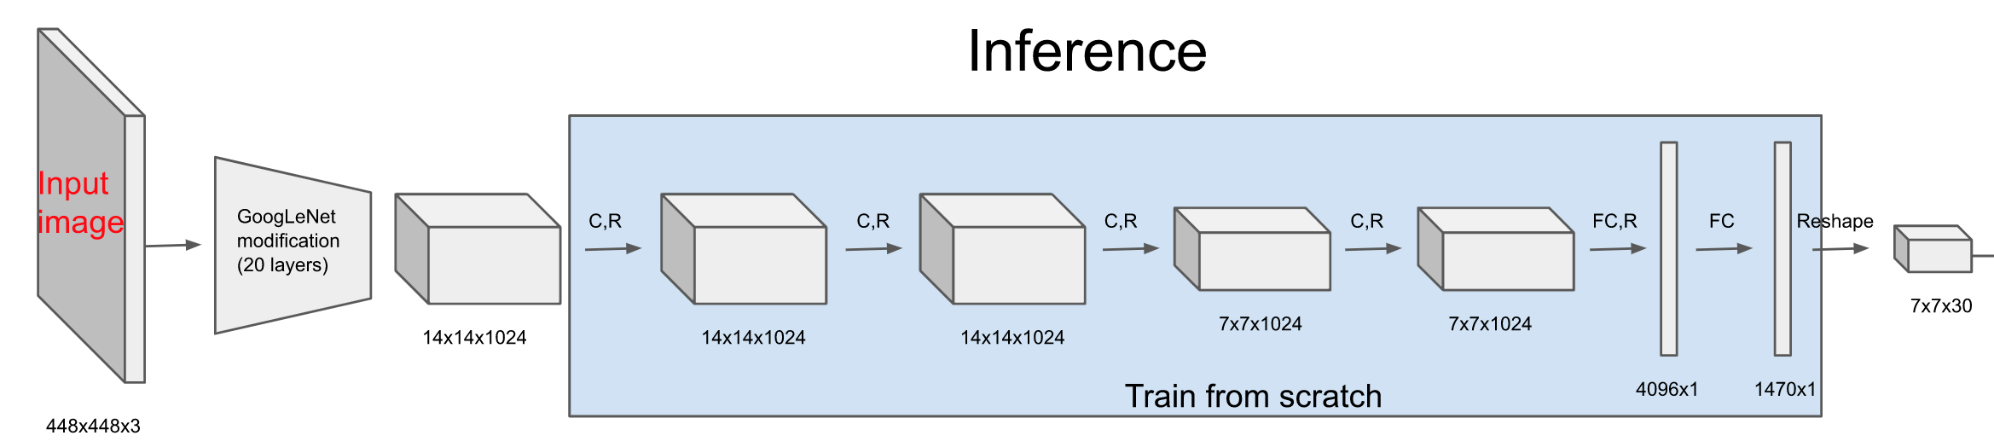 Inference
Input
image
448x448x3
GoogLeNet
modification
(20 layers)
14x14x1024
C,R
14x14x1024
C,R
14x14x1024
C,R
7x7x1024
C,R
7x7x1024
FC,R
4096x1
FC
1470x1
Reshape
7x7x30
Train from scratch